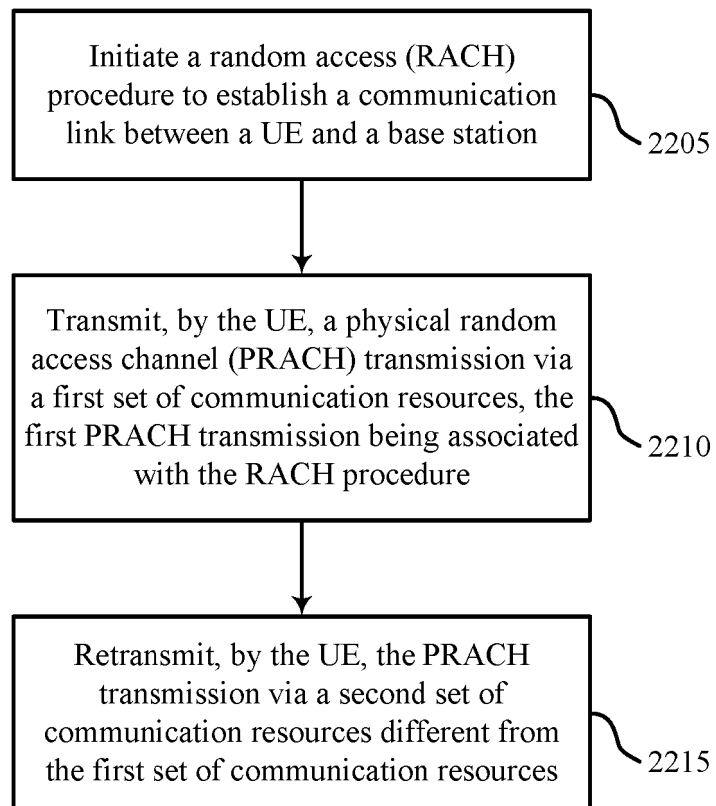 Initiate a random access (RACH)
procedure to establish a communication
link between a UE and a base station
2205
Transmit, by the UE, a physical random
access channel (PRACH) transmission via
a first set of communication resources, the
first PRACH transmission being associated
with the RACH procedure
2210
Retransmit, by the UE, the PRACH
transmission via a second set of
communication resources different from
the first set of communication resources
2215